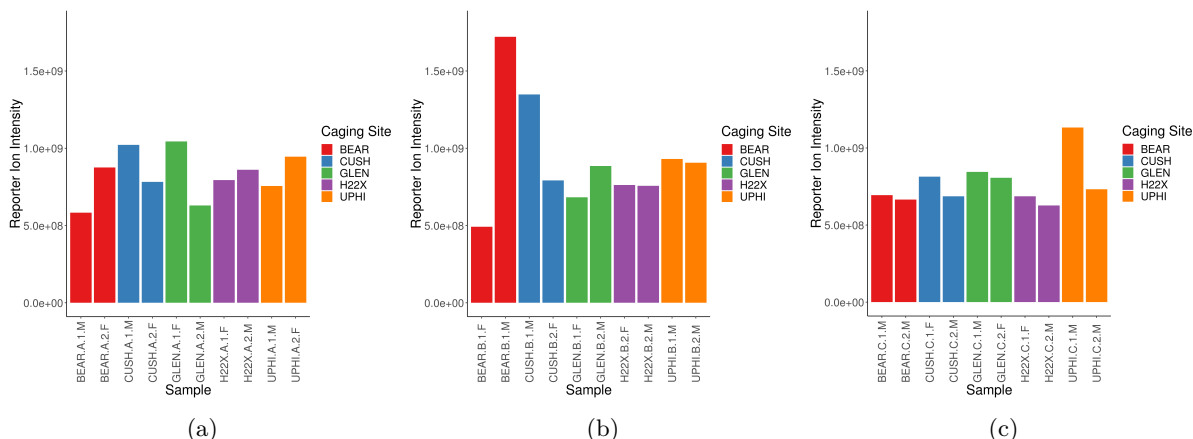 Reporter Ion Intensity
1.5e+09
1.0e+09
5.0e+08
0.0e+00
BEAR.A.1.M
BEAR.A.2.F
CUSH.A.1.M
CUSH.A.2.F
GLEN.A.1.F
GLEN.A.2.M
H22X.A.1.F
H22X.A.2.M
UPHI.A.1.M
UPHI.A.2.F
Sample
Caging Site
BEAR
CUSH
GLEN
H22X
UPHI
(a)
Reporter Ion Intensity
1.5e+09
1.0e+09
5.0e+08
0.0e+00
BEAR.B.1.F
BEAR.B.1.M
CUSH.B.1.M
CUSH.B.2.F
GLEN.B.1.F
GLEN.B.2.M
H22X.B.2.F
H22X.B.2.M
UPHI.B.1.M
UPHI.B.2.M
Sample
Caging Site
BEAR
CUSH
GLEN
H22X
UPHI
(b)
Reporter Ion Intensity
1.5e+09
1.0e+09
5.0e+08
0.0e+00
BEAR.C.1.M
BEAR.C.2.M
CUSH.C.1.F
CUSH.C.2.M
GLEN.C.1.M
GLEN.C.2.F
H22X.C.1.F
H22X.C.2.M
UPHI.C.1.M
UPHI.C.2.M
Sample
Caging Site
BEAR
CUSH
GLEN
H22X
UPHI
(c)